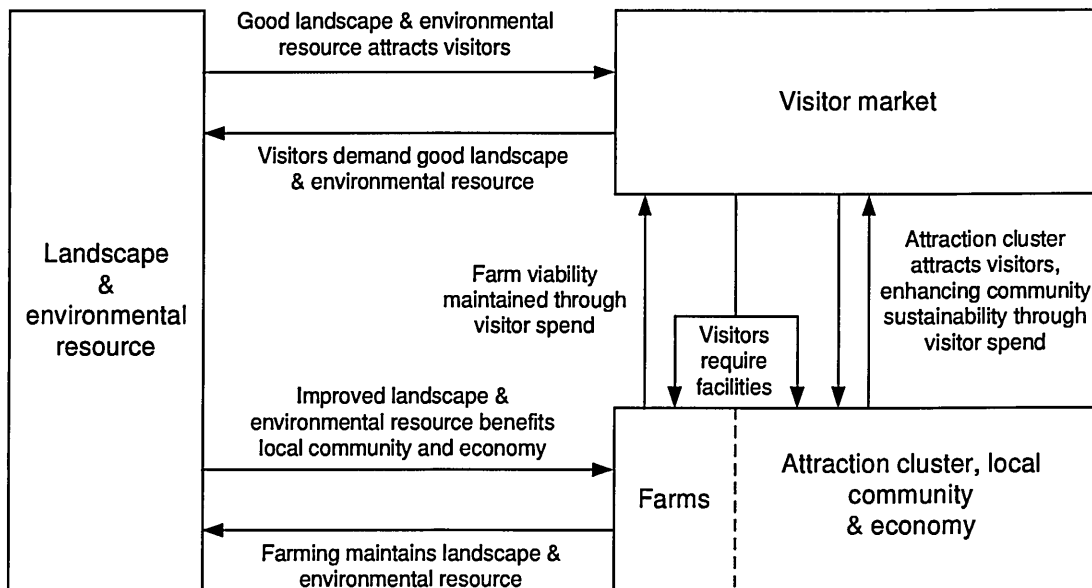 Good landscape & environmental
resource attracts visitors
Visitor market
Visitors demand good landscape
& environmental resource
Landscape
&
environmental
resource
Farm viability
maintained through
visitor spend
Visitors
require
facilities
Attraction cluster
attracts visitors,
enhancing community
sustainability through
visitor spend
Improved landscape &
environmental resource benefits
local community and economy
Farms
Attraction cluster, local
community
& economy
Farming maintains landscape &
environmental resource